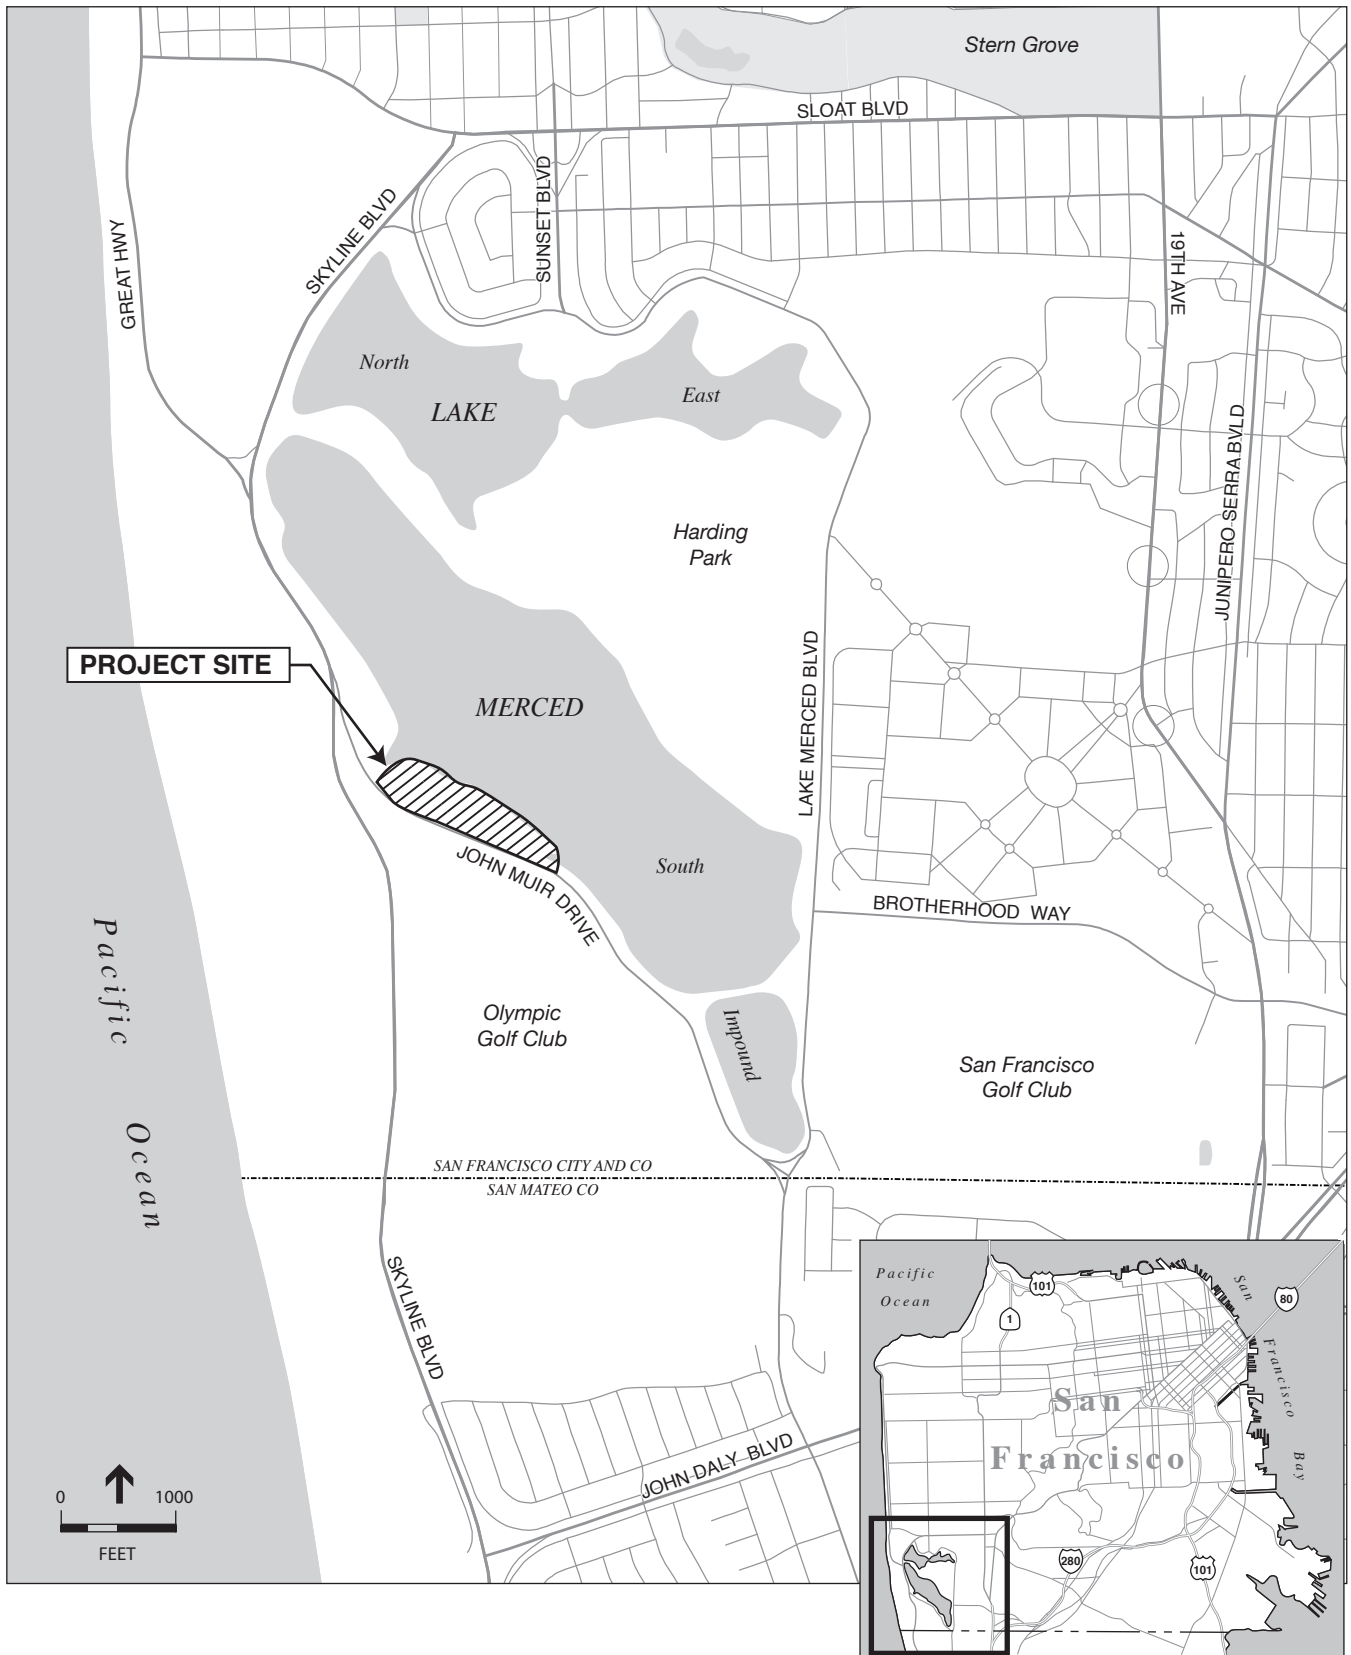 Stern Grove
SLOAT BLVD
SKYLINE BLVD
SUNSET BLVD
GREAT HWY
19TH AVE
North
LAKE
East
JUNIPERO SERRA BVLD
Harding
Park
PROJECT SITE
MERCED
LAKE MERCED BLVD
JOHN MUIR DRIVE
South
BROTHERHOOD WAY
Pacific
Ocean
Olympic
Golf Club
Impound
San Francisco
Golf Club
SAN FRANCISCO CITY AND CO
SAN MATEO CO
SKYLINE BLVD
JOHN DALY BLVD
0 1000
FEET
Pacific
Ocean
101
1
80
San
Francisco
Bay
San
Francisco
280
101